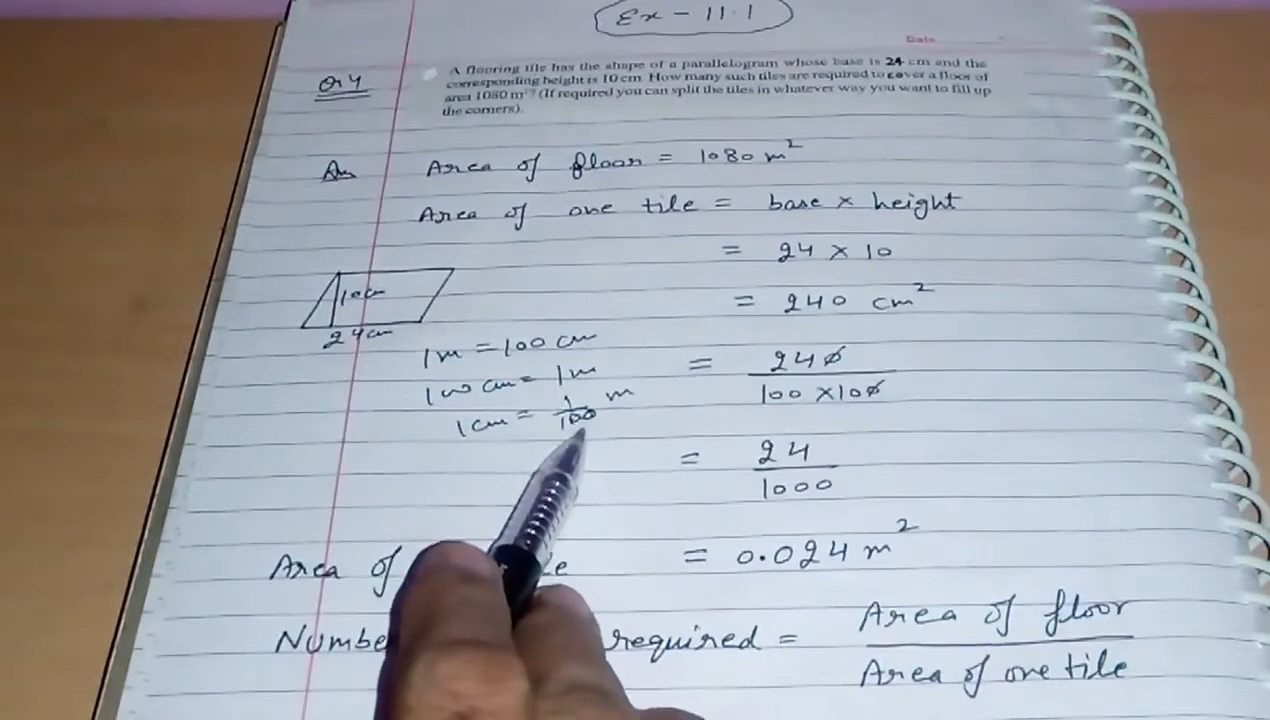 Ex - 11.1
Date
Q4
A flooring tile has the shape of a parallelogram whose base is 24 cm and the
corresponding height is 10 cm. How many such tiles are required to cover a floor of
area 1080 m²? (If required you can split the tiles in whatever way you want to fill up
the corners).
Ans Area of floor = 1080 m²
Area of one tile = base × height
= 24 × 10
10cm
= 240 cm²
24cm
1m = 100 cm
= 240 / 100 × 100
100 cm = 1m
1cm = 1/100 m
= 24 / 1000
Area of = 0.024 m²
required = Area of floor / Area of one tile